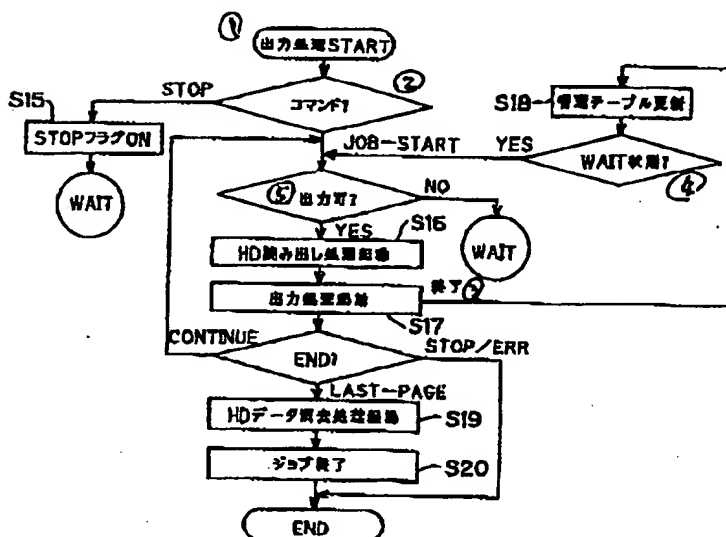 ①
出力処理START
STOP
②
コマンド?
S15
STOPフラグON
WAIT
S18
管理テーブル更新
JOB-START
YES
WAIT状態?
④
⑤ 出力可?
NO
YES
S16
HD読み出し処理起動
WAIT
終了③
出力処理起動
S17
CONTINUE
END?
STOP/ERR
LAST-PAGE
HDデータ消去処理起動
S19
ジョブ終了
S20
END